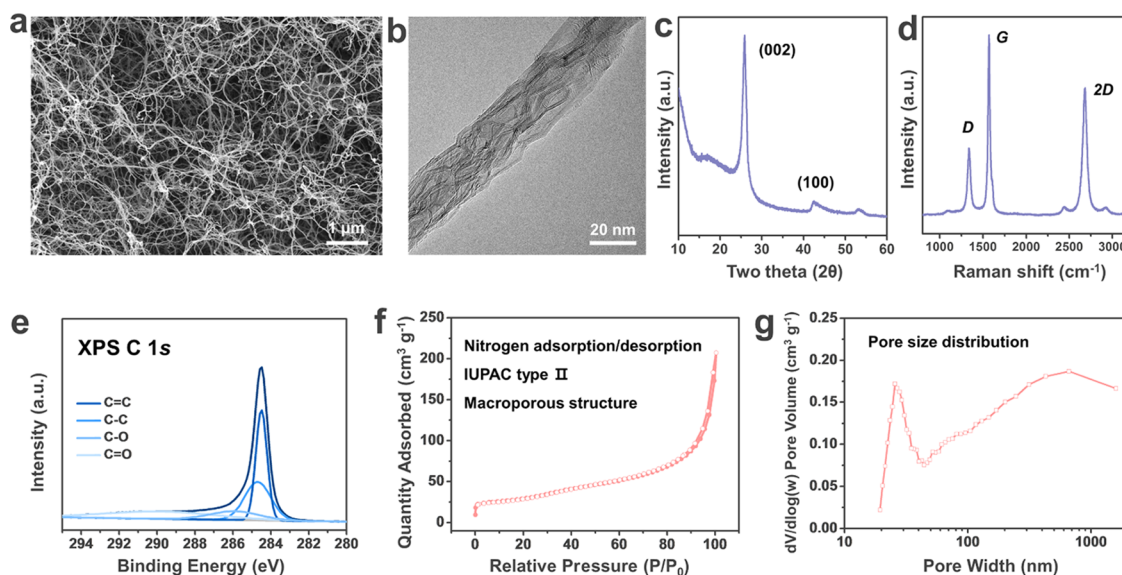 a
1 µm
b
20 nm
c
(002)
(100)
Intensity (a.u.)
10 20 30 40 50 60
Two theta (2θ)
d
G
D
2D
Intensity (a.u.)
1000 1500 2000 2500 3000
Raman shift (cm⁻¹)
e
XPS C 1s
C=C
C-C
C-O
C=O
Intensity (a.u.)
294 292 290 288 286 284 282 280
Binding Energy (eV)
f
Nitrogen adsorption/desorption
IUPAC type Ⅱ
Macroporous structure
Quantity Adsorbed (cm³ g⁻¹)
250
200
150
100
50
0
0 20 40 60 80 100
Relative Pressure (P/P₀)
g
Pore size distribution
dV/dlog(w) Pore Volume (cm³ g⁻¹)
0.25
0.20
0.15
0.10
0.05
0.00
10 100 1000
Pore Width (nm)